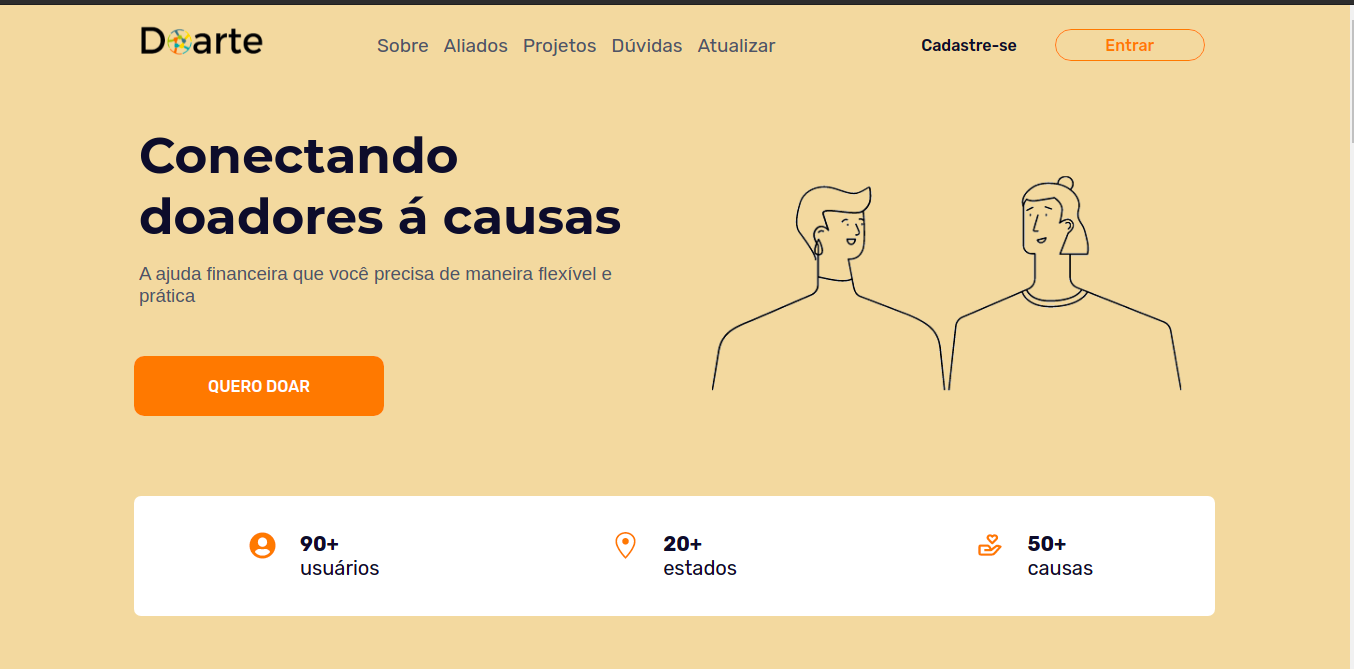 Doarte
Sobre Aliados Projetos Dúvidas Atualizar
Cadastre-se
Entrar
Conectando
doadores á causas
A ajuda financeira que você precisa de maneira flexível e
prática
QUERO DOAR
90+
usuários
20+
estados
50+
causas